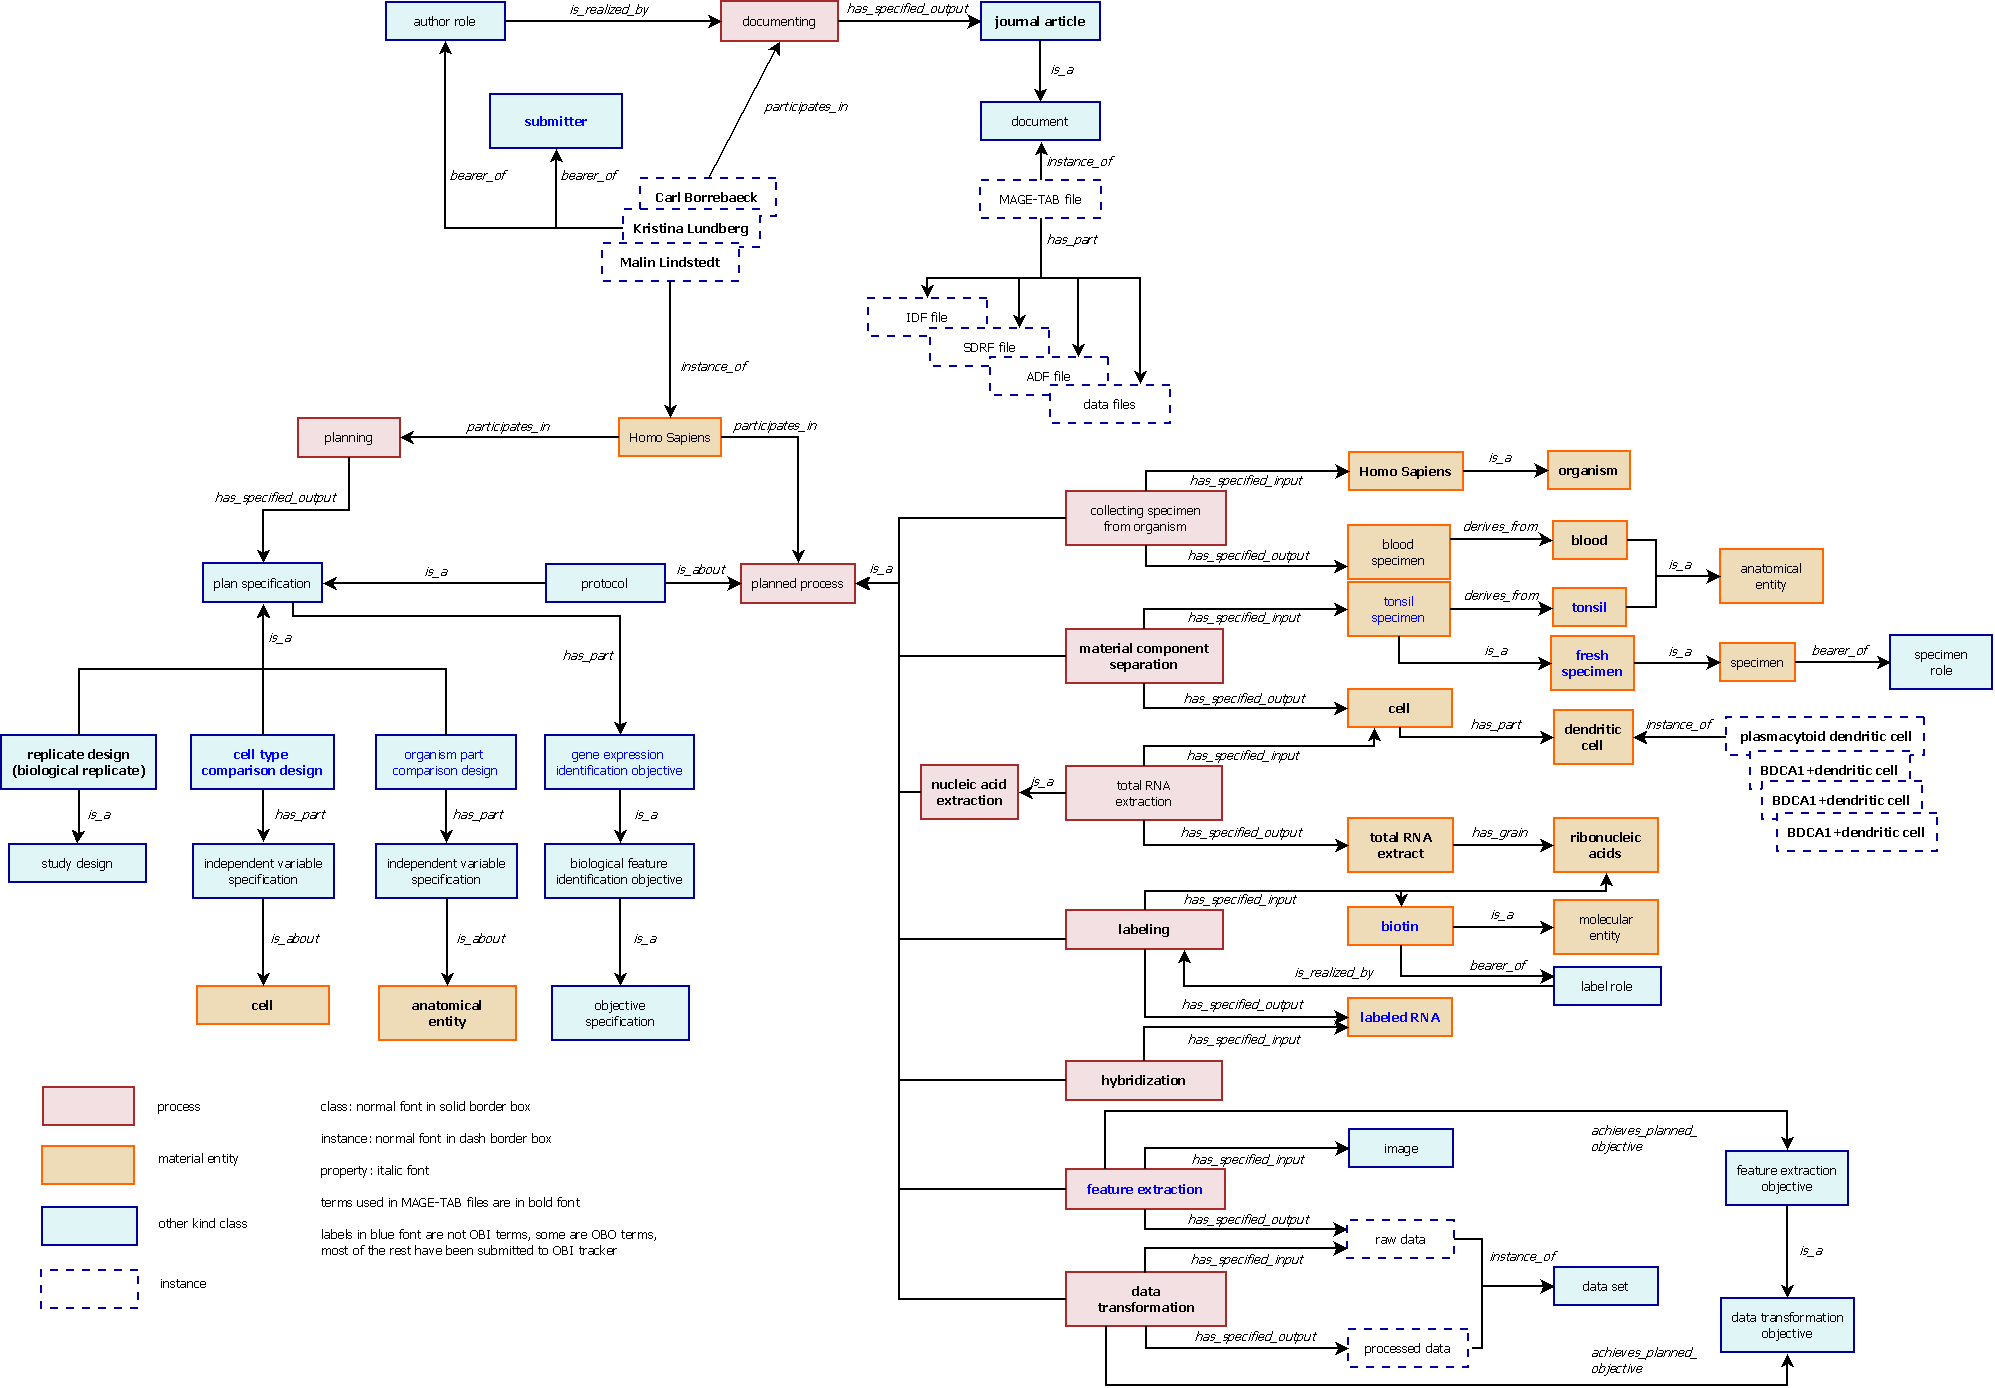 author role
is_realized_by
documenting
has_specified_output
journal article
is_a
submitter
participates_in
document
bearer_of
bearer_of
instance_of
Carl Borrebaeck
MAGE-TAB file
Kristina Lundberg
has_part
Malin Lindstedt
IDF file
SDRF file
ADF file
data files
instance_of
planning
participates_in
Homo Sapiens
participates_in
has_specified_output
plan specification
is_a
protocol
is_about
planned process
is_a
is_a
has_part
replicate design
(biological replicate)
cell type
comparison design
organism part
comparison design
gene expression
identification objective
is_a
has_part
has_part
is_a
study design
independent variable
specification
independent variable
specification
biological feature
identification objective
is_about
is_about
is_a
cell
anatomical
entity
objective
specification
collecting specimen
from organism
has_specified_input
Homo Sapiens
is_a
organism
has_specified_output
blood
specimen
derives_from
blood
is_a
anatomical
entity
tonsil
specimen
derives_from
tonsil
has_specified_input
material component
separation
is_a
fresh
specimen
is_a
specimen
bearer_of
specimen
role
has_specified_output
cell
has_part
dendritic
cell
instance_of
plasmacytoid dendritic cell
BDCA1+dendritic cell
BDCA1+dendritic cell
BDCA1+dendritic cell
has_specified_input
nucleic acid
extraction
is_a
total RNA
extraction
has_specified_output
total RNA
extract
has_grain
ribonucleic
acids
has_specified_input
labeling
biotin
is_a
molecular
entity
is_realized_by
bearer_of
label role
has_specified_output
labeled RNA
has_specified_input
hybridization
achieves_planned_
objective
has_specified_input
image
feature extraction
feature extraction
objective
has_specified_output
raw data
has_specified_input
instance_of
is_a
data set
data
transformation
has_specified_output
processed data
data transformation
objective
achieves_planned_
objective
process
material entity
other kind class
instance
class: normal font in solid border box
instance: normal font in dash border box
property: italic font
terms used in MAGE-TAB files are in bold font
labels in blue font are not OBI terms, some are OBO terms,
most of the rest have been submitted to OBI tracker